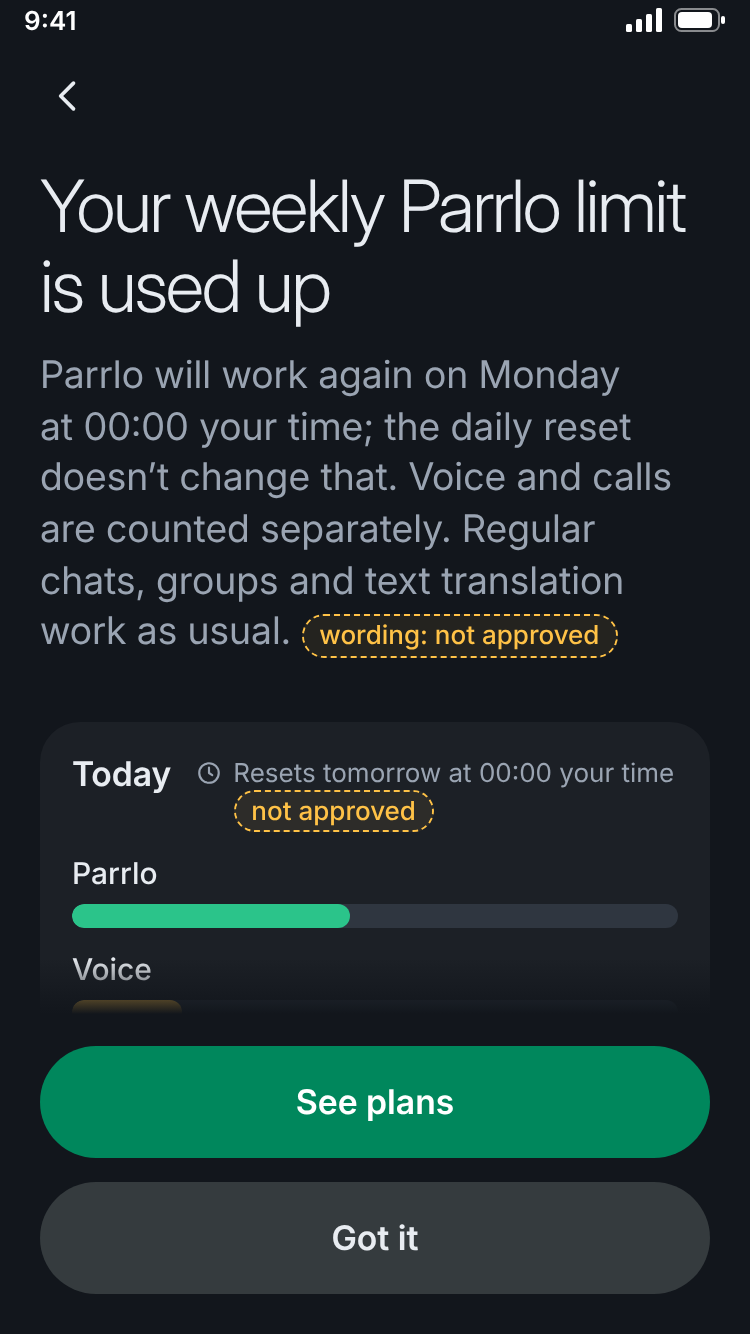 9:41
Your weekly Parrlo limit
is used up
Parrlo will work again on Monday
at 00:00 your time; the daily reset
doesn’t change that. Voice and calls
are counted separately. Regular
chats, groups and text translation
work as usual. wording: not approved
Today Resets tomorrow at 00:00 your time
not approved
Parrlo
Voice
See plans
Got it